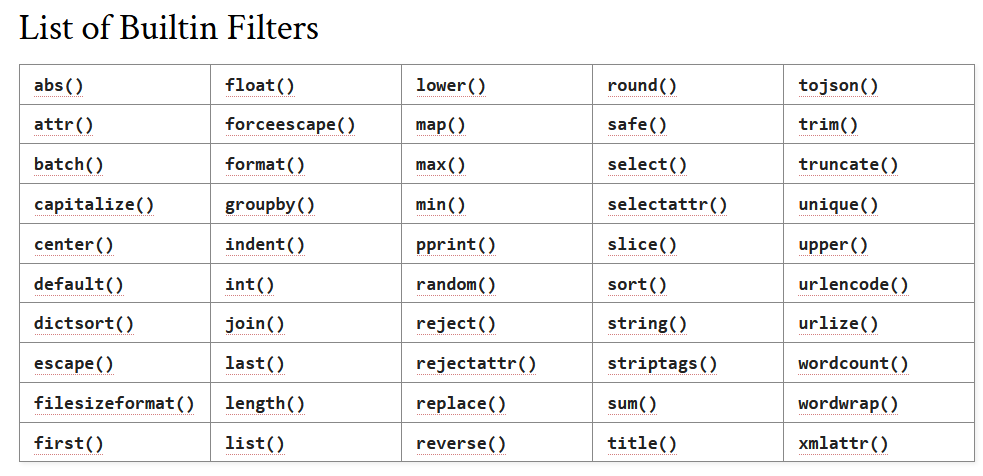 List of Builtin Filters
abs() float() lower() round() tojson()
attr() forceescape() map() safe() trim()
batch() format() max() select() truncate()
capitalize() groupby() min() selectattr() unique()
center() indent() pprint() slice() upper()
default() int() random() sort() urlencode()
dictsort() join() reject() string() urlize()
escape() last() rejectattr() striptags() wordcount()
filesizeformat() length() replace() sum() wordwrap()
first() list() reverse() title() xmlattr()